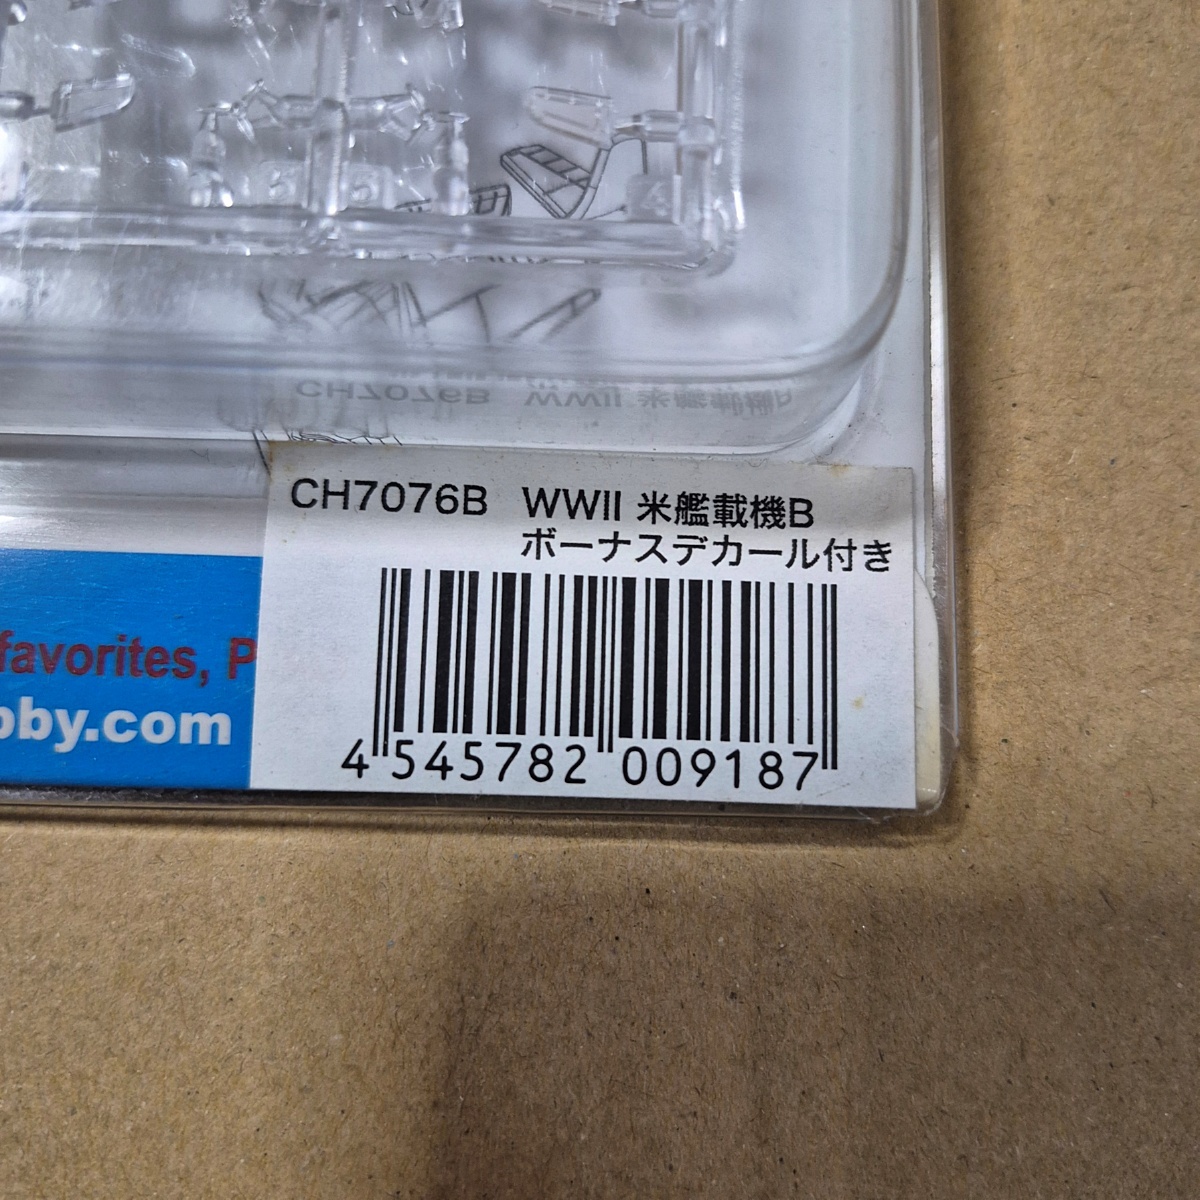 CH7076B WWII 米艦載機B
ボーナスデカール付き
favorites, P
bby.com
4 545782 009187